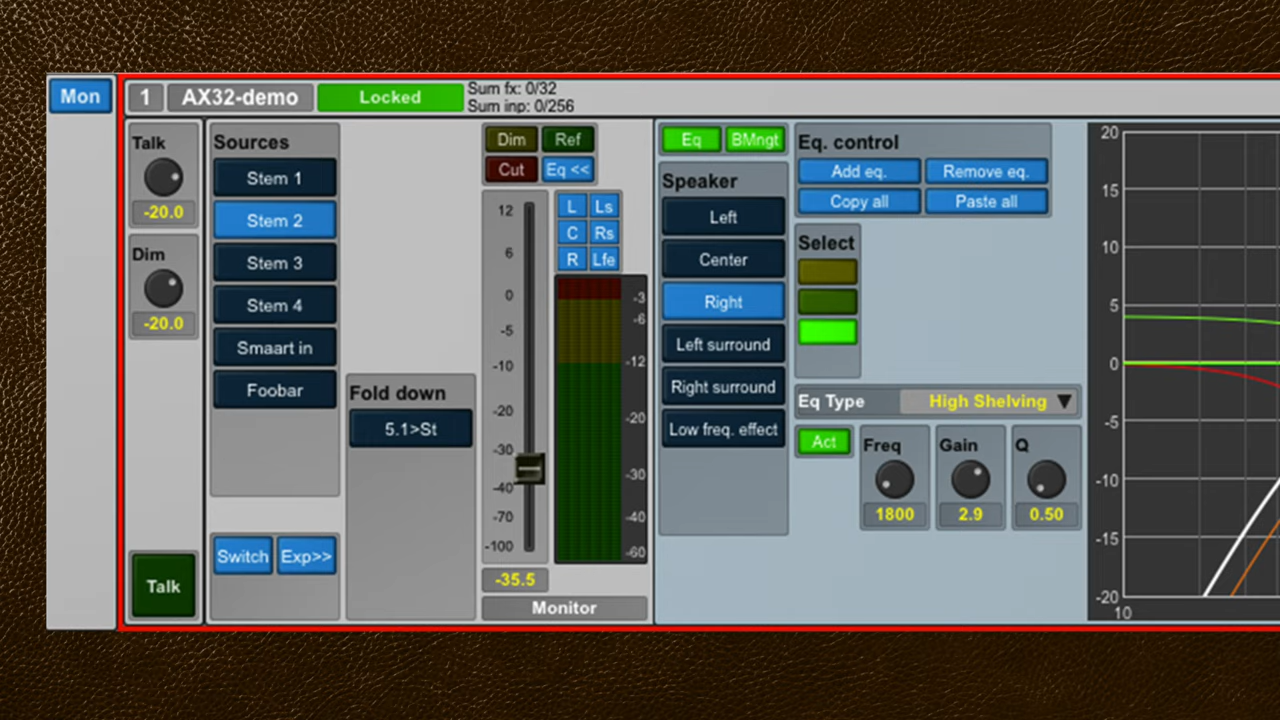 Mon
1 AX32-demo Locked Sum fx: 0/32
Sum inp: 0/256
Talk
-20.0
Dim
-20.0
Talk
Sources
Stem 1
Stem 2
Stem 3
Stem 4
Smaart in
Foobar
Switch Exp>>
Fold down
5.1>St
Dim Ref
Cut Eq <<
L Ls
C Rs
R Lfe
12
6
0
-5
-10
-20
-30
-40
-70
-100
-3
-6
-12
-20
-30
-40
-60
-35.5
Monitor
Eq BMngt
Speaker
Left
Center
Right
Left surround
Right surround
Low freq. effect
Eq. control
Add eq. Remove eq.
Copy all Paste all
Select
Eq Type High Shelving
Act Freq Gain Q
1800 2.9 0.50
20
15
10
5
0
-5
-10
-15
-20
10